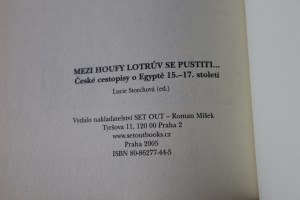 MEZI HOUFY LOTRŮV SE PUSTITI...
České cestopisy o Egyptě 15.–17. století
Lucie Storchová (ed.)
Vydalo nakladatelství SET OUT – Roman Míšek
Tyršova 11, 120 00 Praha 2
www.setoutbooks.cz
Praha 2005
ISBN 80-86277-44-5